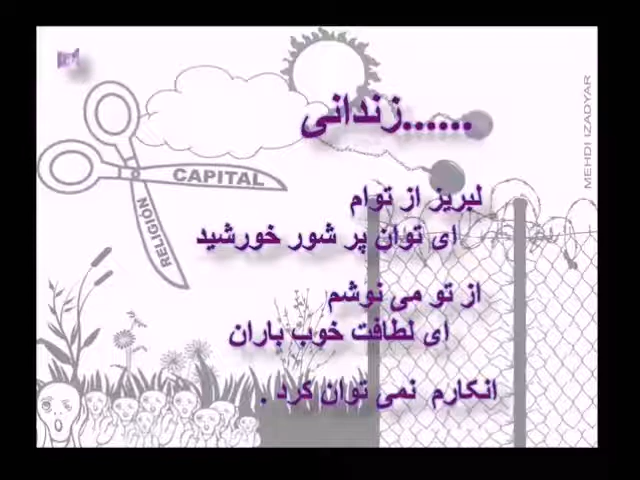 زندانی......
لبریز از توام
ای توان پر شور خورشید
از تو می نوشم
ای لطافت خوب باران
انکارم نمی توان کرد .
CAPITAL
RELIGION
MEHDI IZADYAR